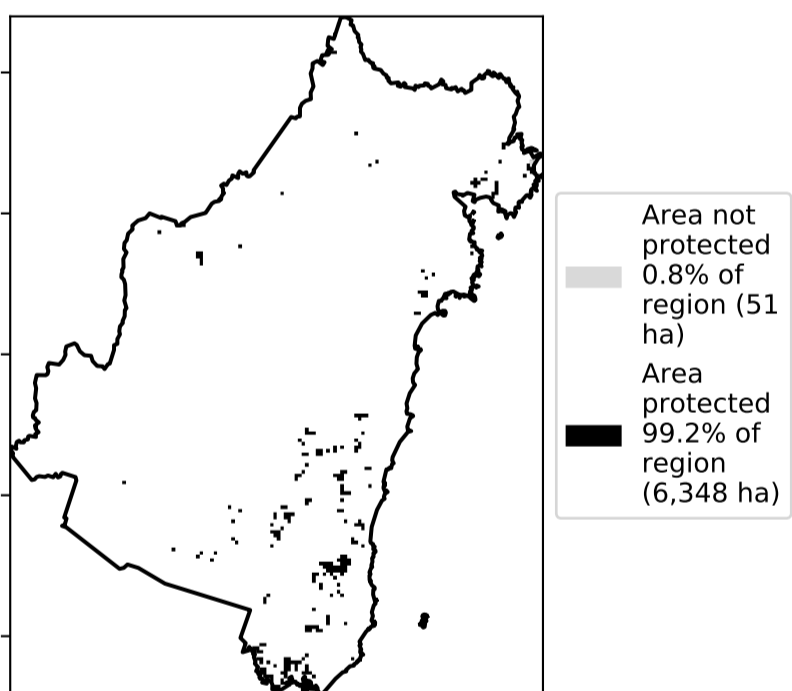 Area not
protected
0.8% of
region (51
ha)
Area
protected
99.2% of
region
(6,348 ha)